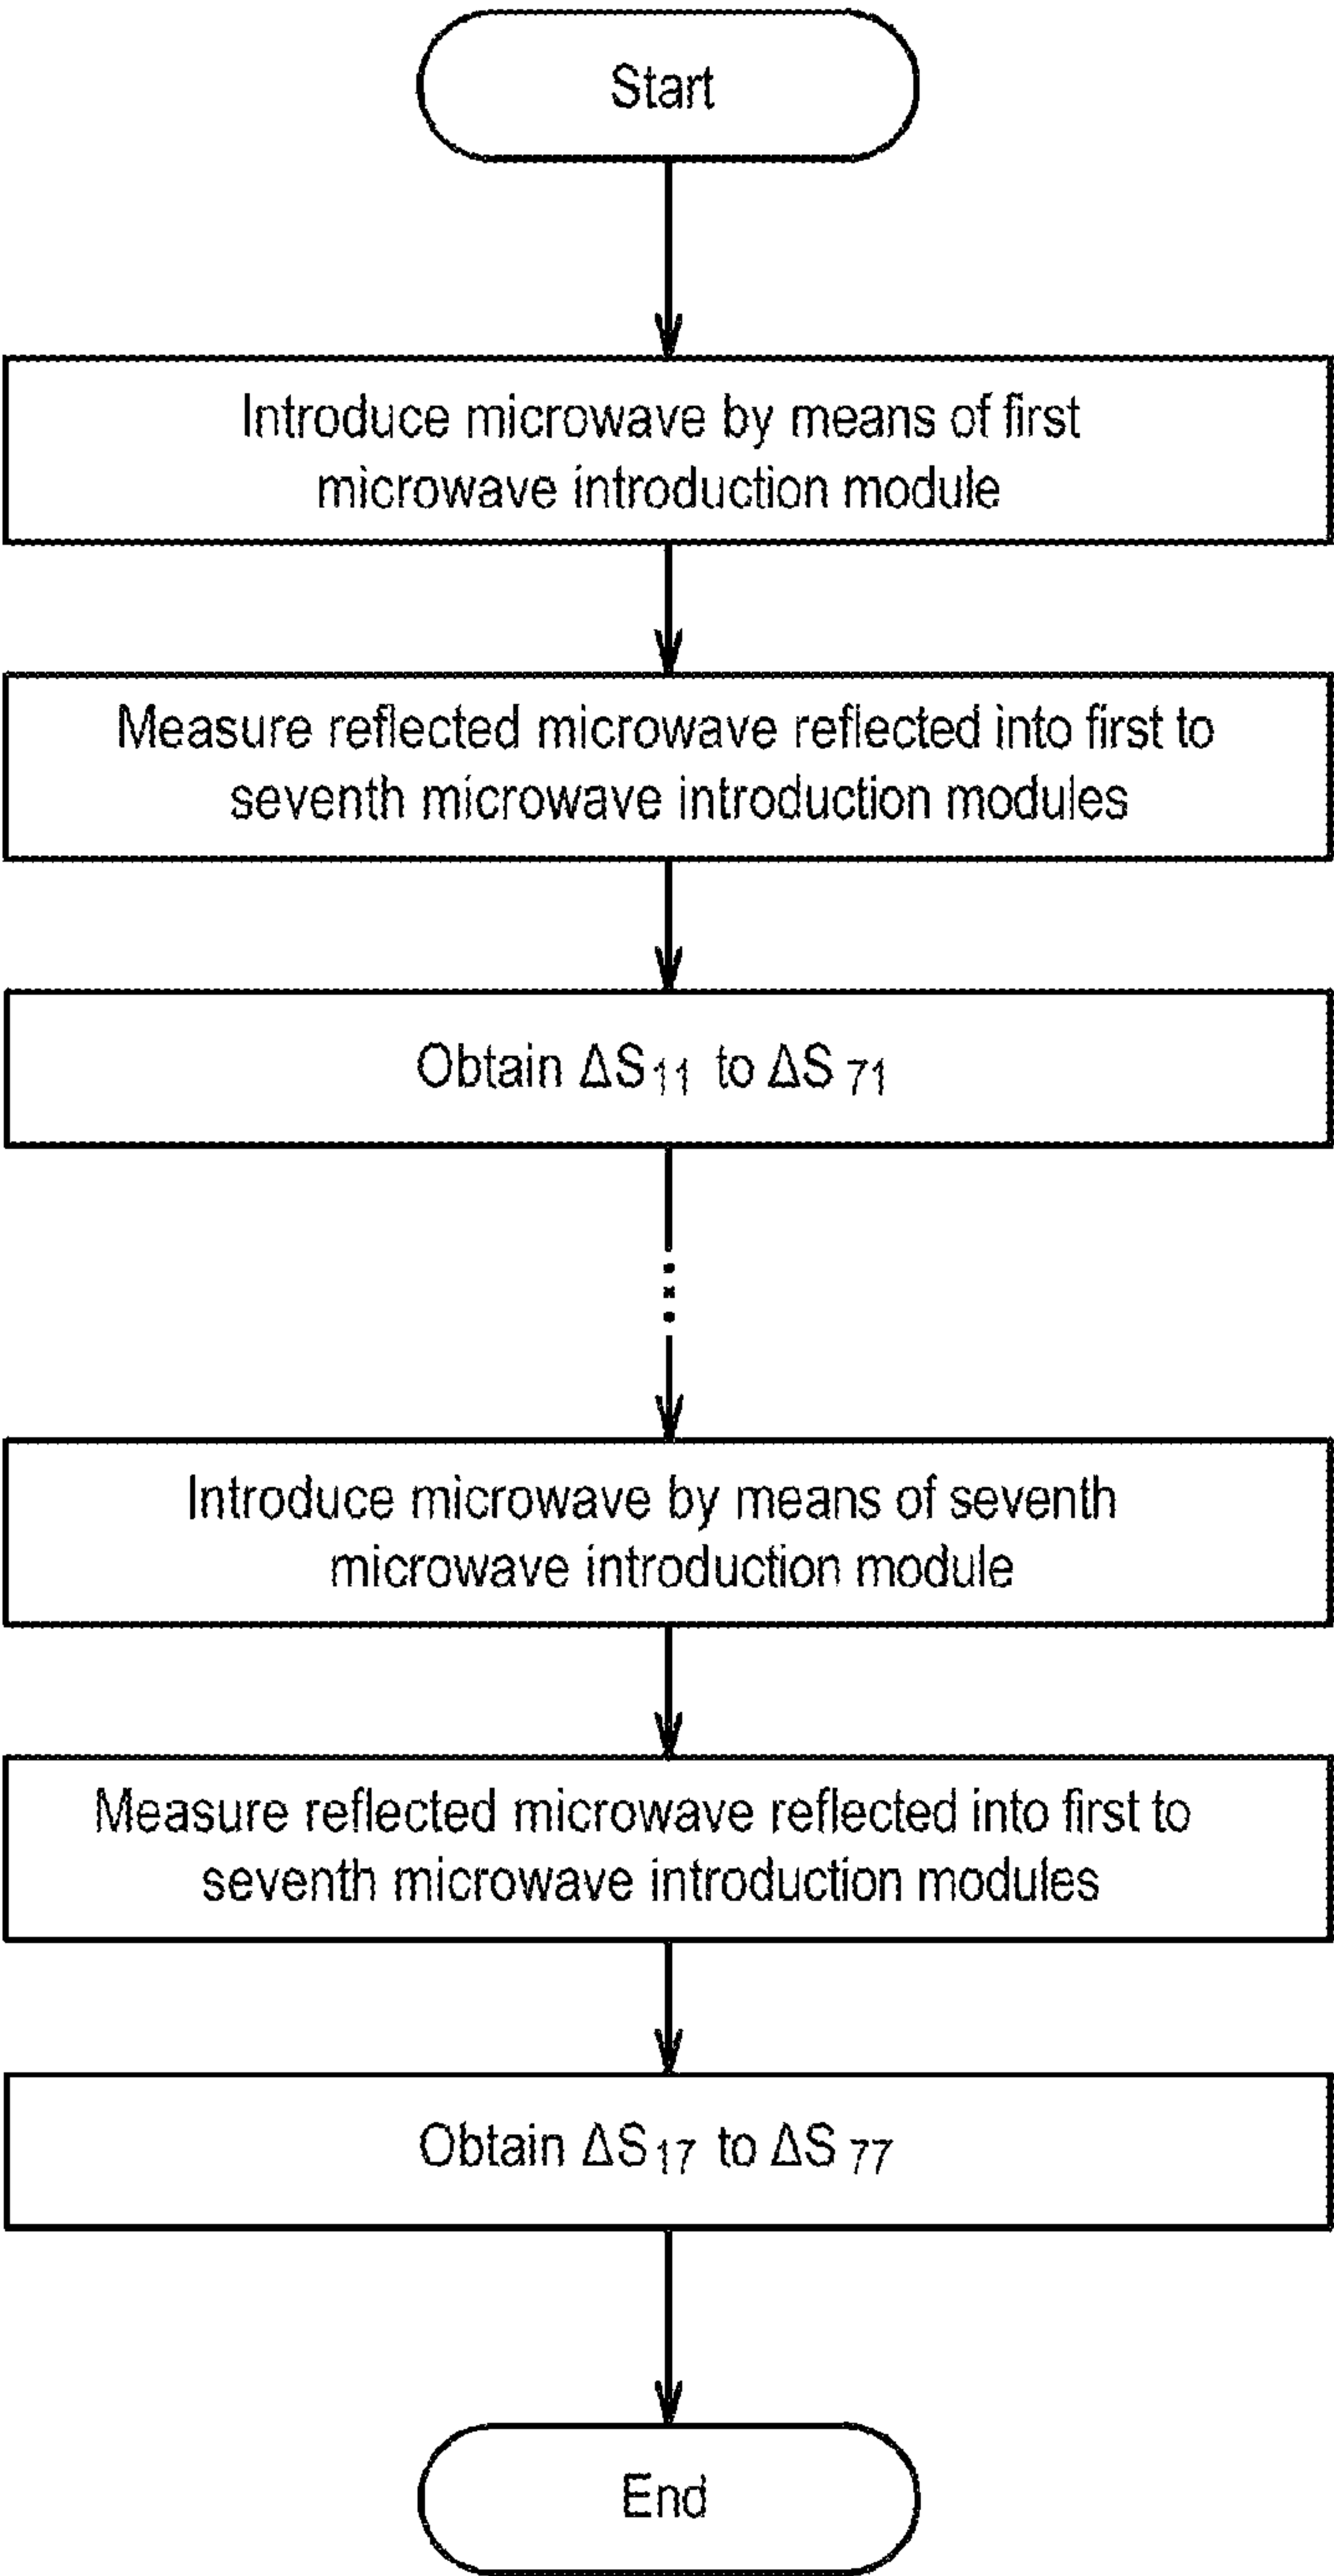 Start
Introduce microwave by means of first
microwave introduction module
Measure reflected microwave reflected into first to
seventh microwave introduction modules
Obtain ΔS₁₁ to ΔS₇₁
Introduce microwave by means of seventh
microwave introduction module
Measure reflected microwave reflected into first to
seventh microwave introduction modules
Obtain ΔS₁₇ to ΔS₇₇
End